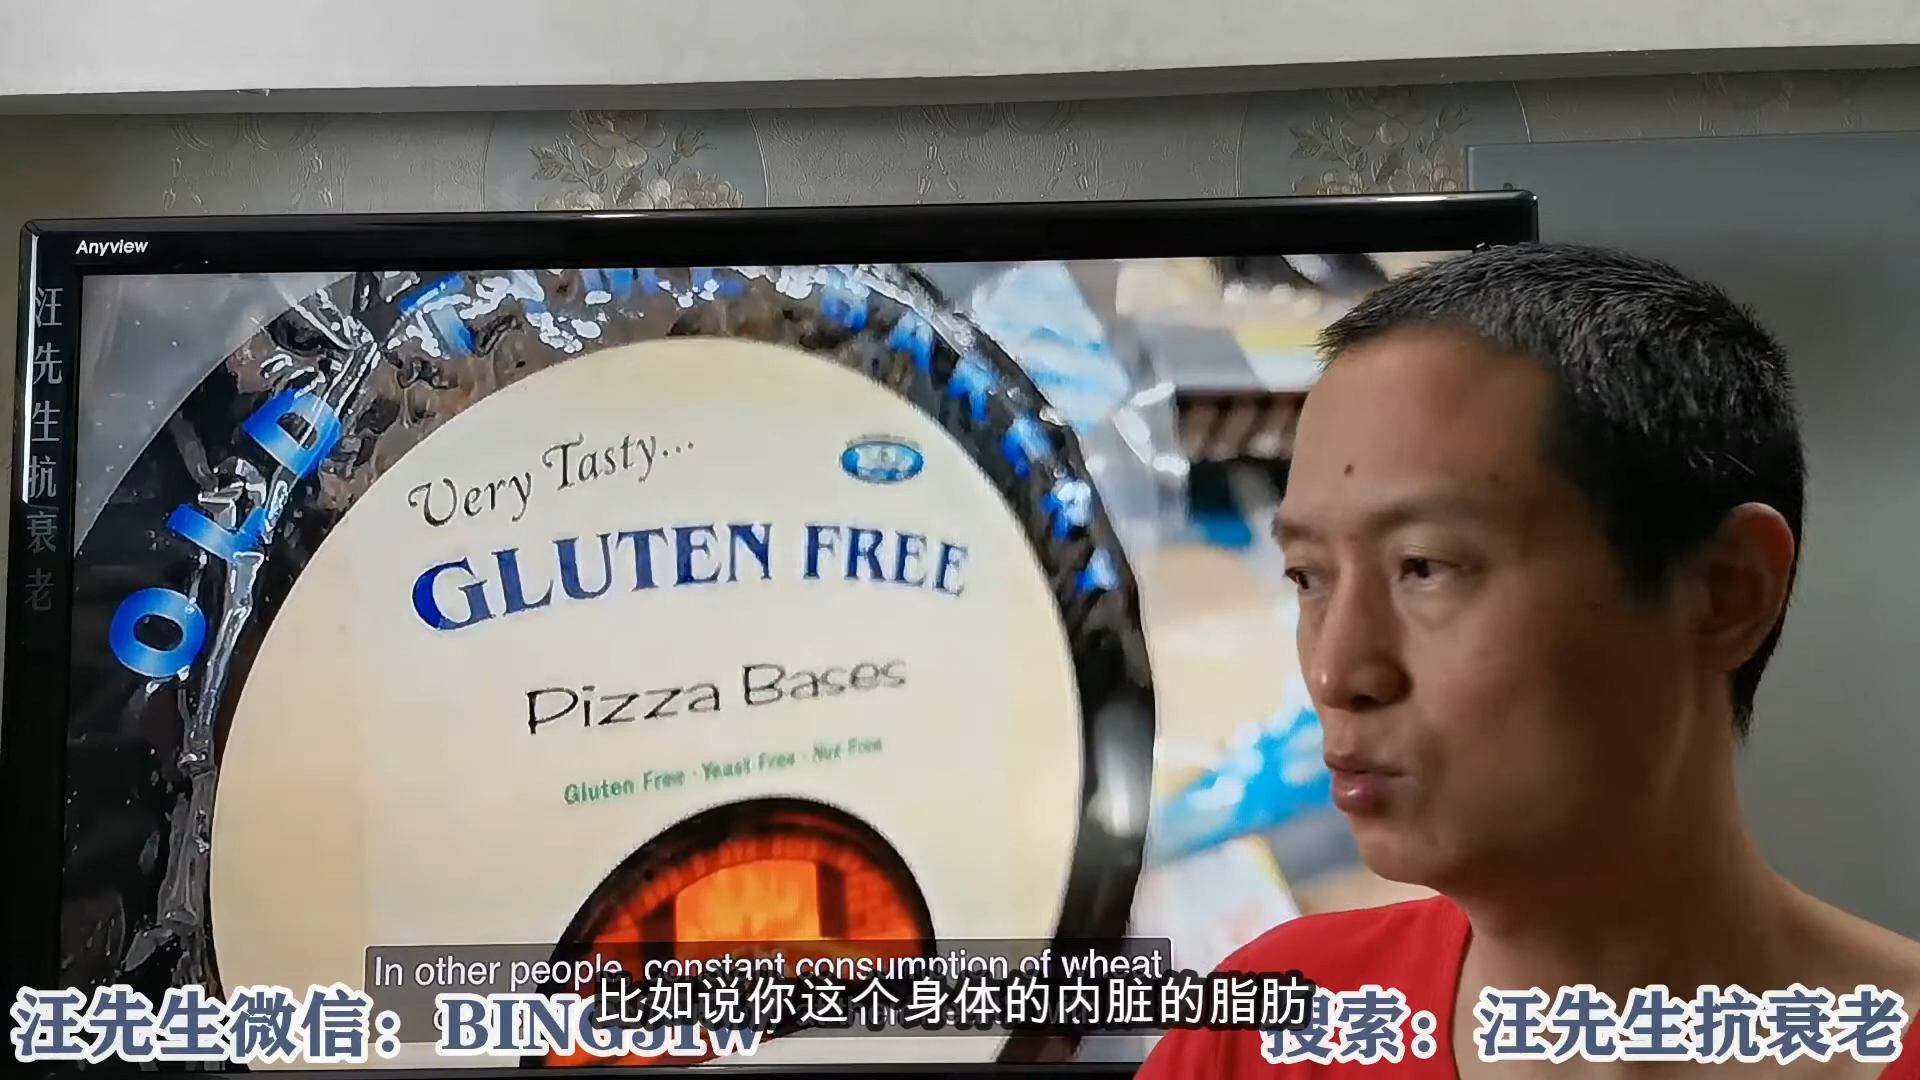 Anyview
汪先生抗衰老
OLD
Very Tasty...
GLUTEN FREE
Pizza Bases
Gluten Free · Yeast Free · Nut Free
In other people, constant consumption of wheat
比如说你这个身体的内脏的脂肪
汪先生微信：BINGJIW
搜索：汪先生抗衰老